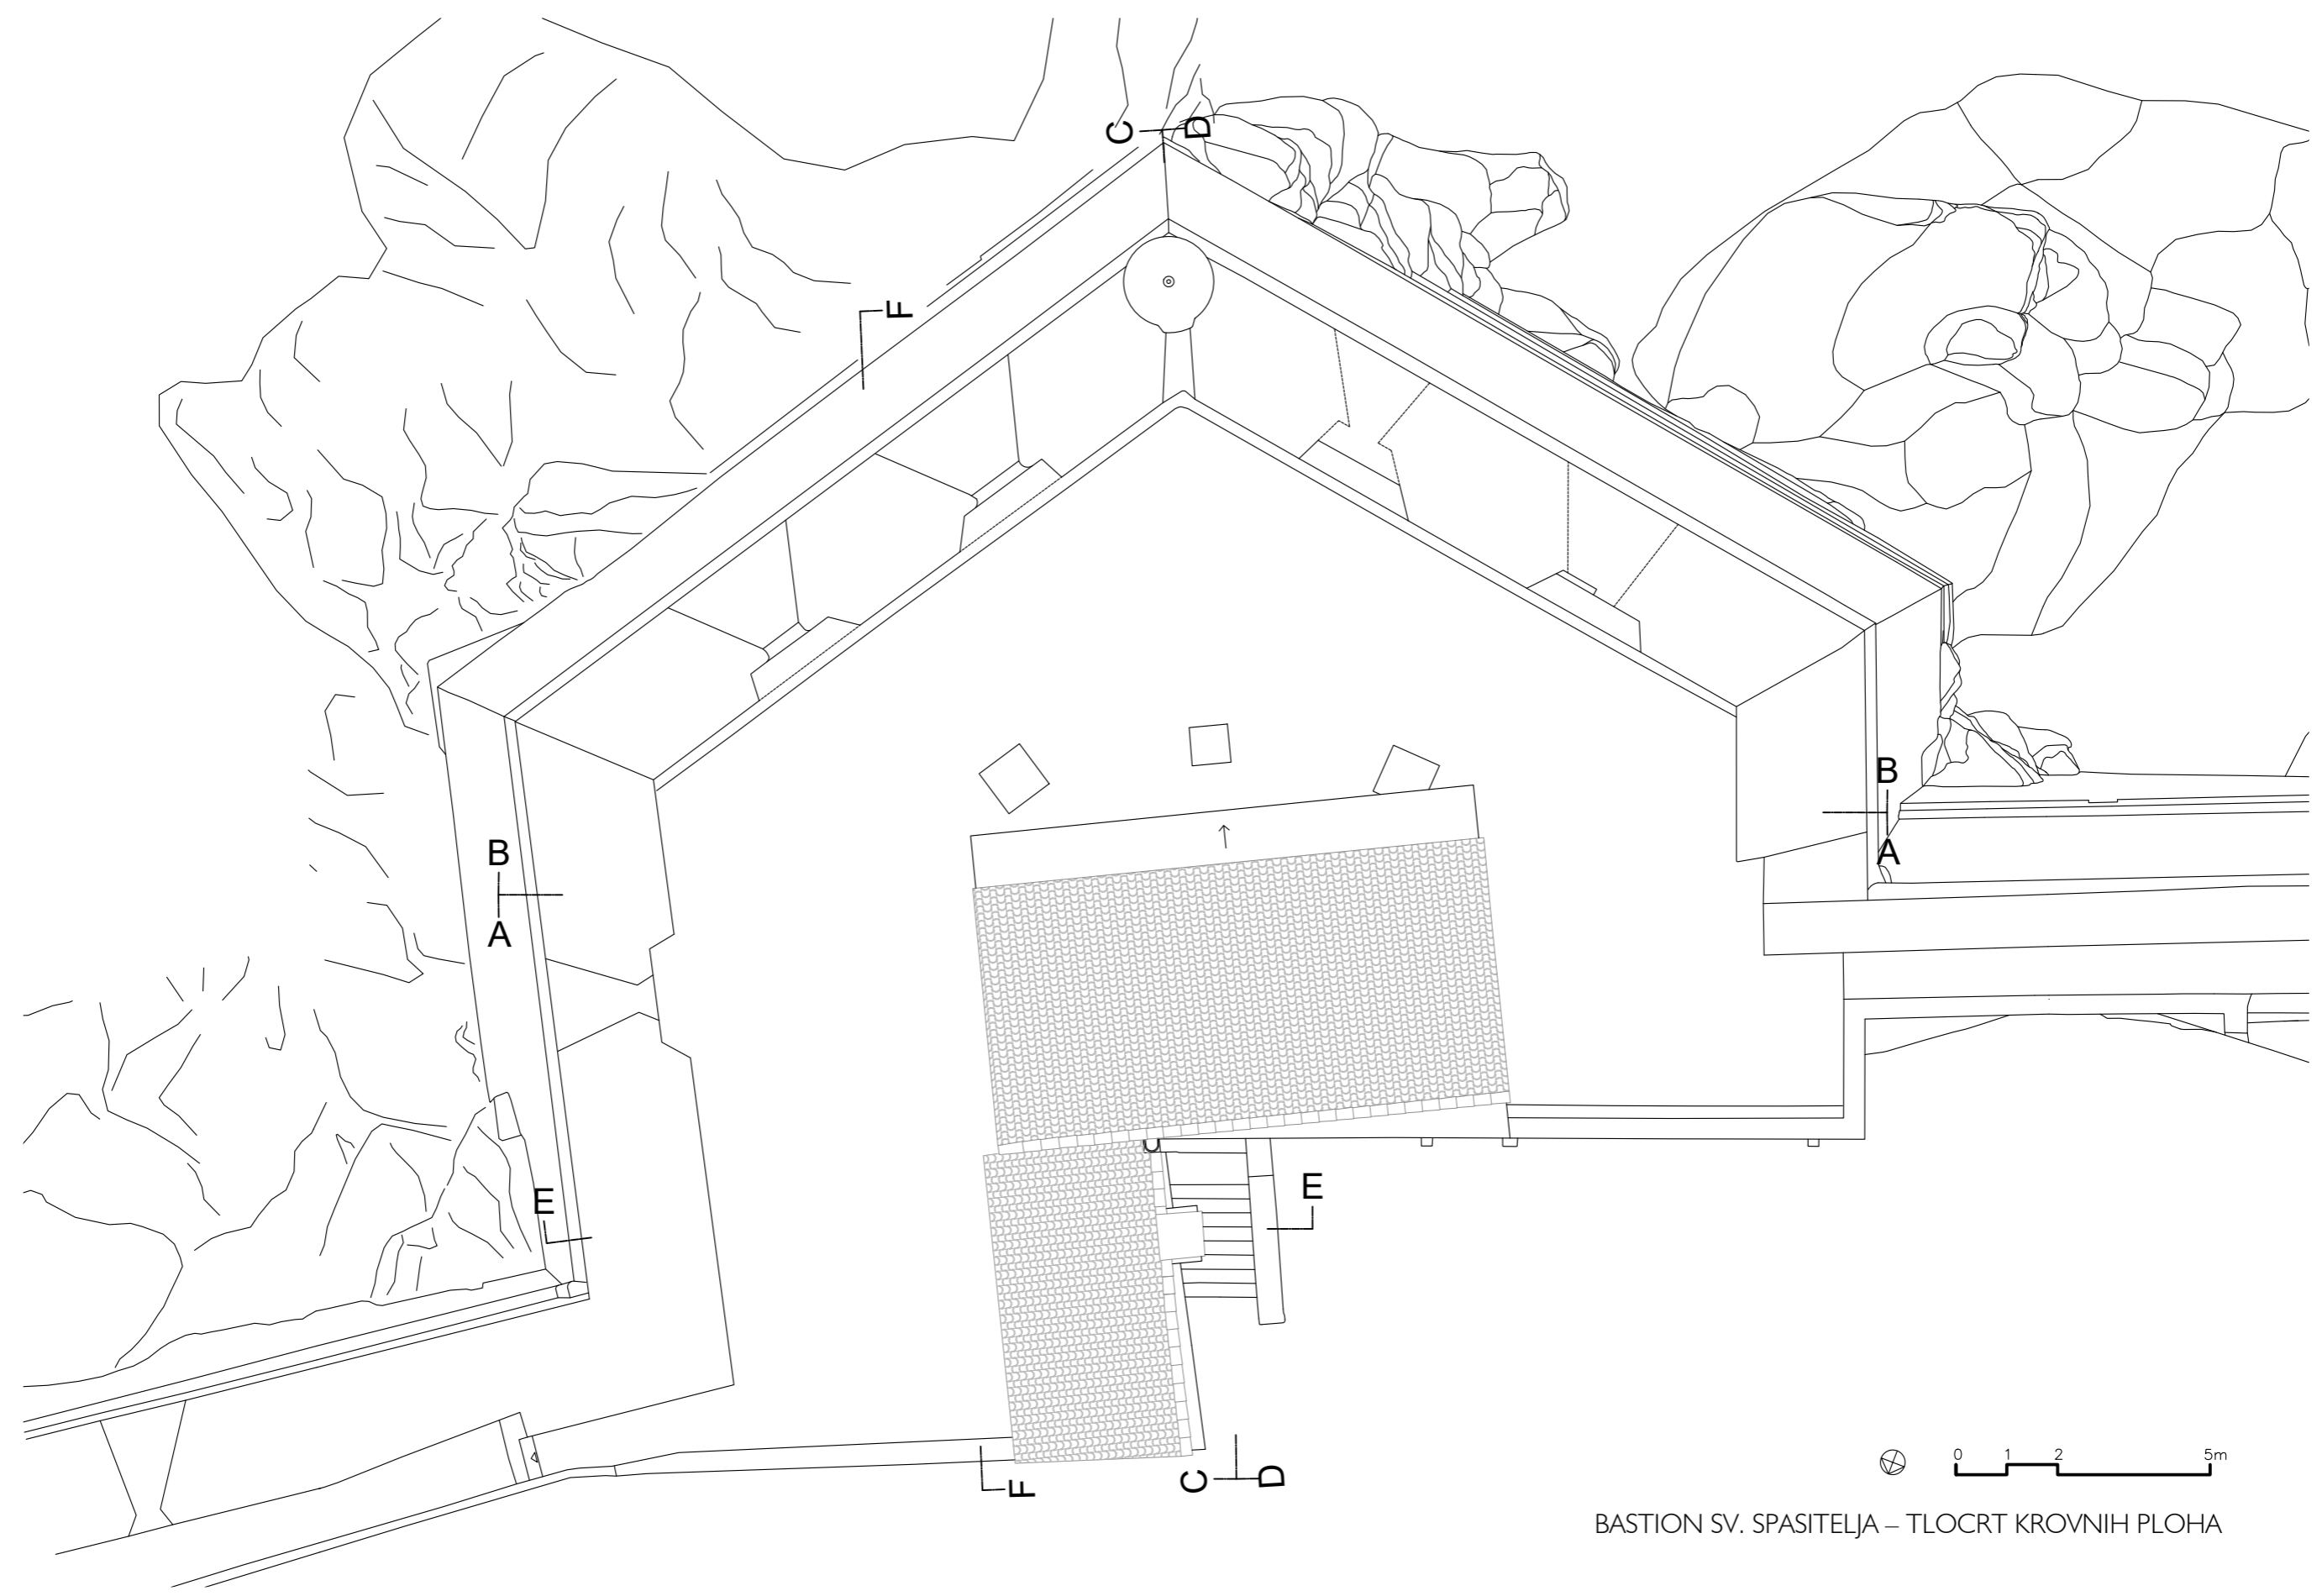 C D
F
B
B
A
B
A
E
E
F
C D
0 1 2 5m
BASTION SV. SPASITELJA – TLOCRT KROVNIH PLOHA